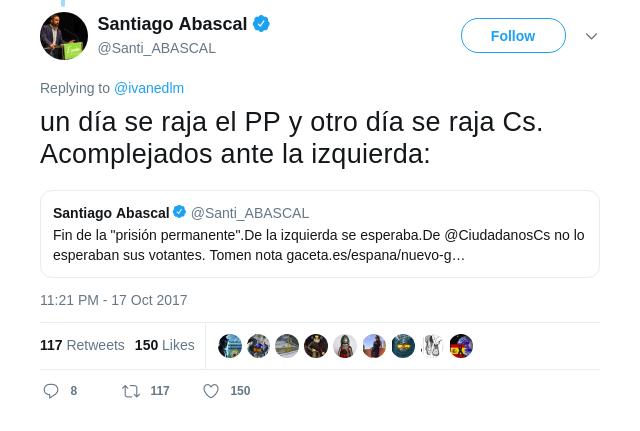 Santiago Abascal
@Santi_ABASCAL
Follow
Replying to @ivanedlm
un día se raja el PP y otro día se raja Cs.
Acomplejados ante la izquierda:
Santiago Abascal @Santi_ABASCAL
Fin de la "prisión permanente".De la izquierda se esperaba.De @CiudadanosCs no lo
esperaban sus votantes. Tomen nota gaceta.es/espana/nuevo-g…
11:21 PM - 17 Oct 2017
117 Retweets 150 Likes
8 117 150